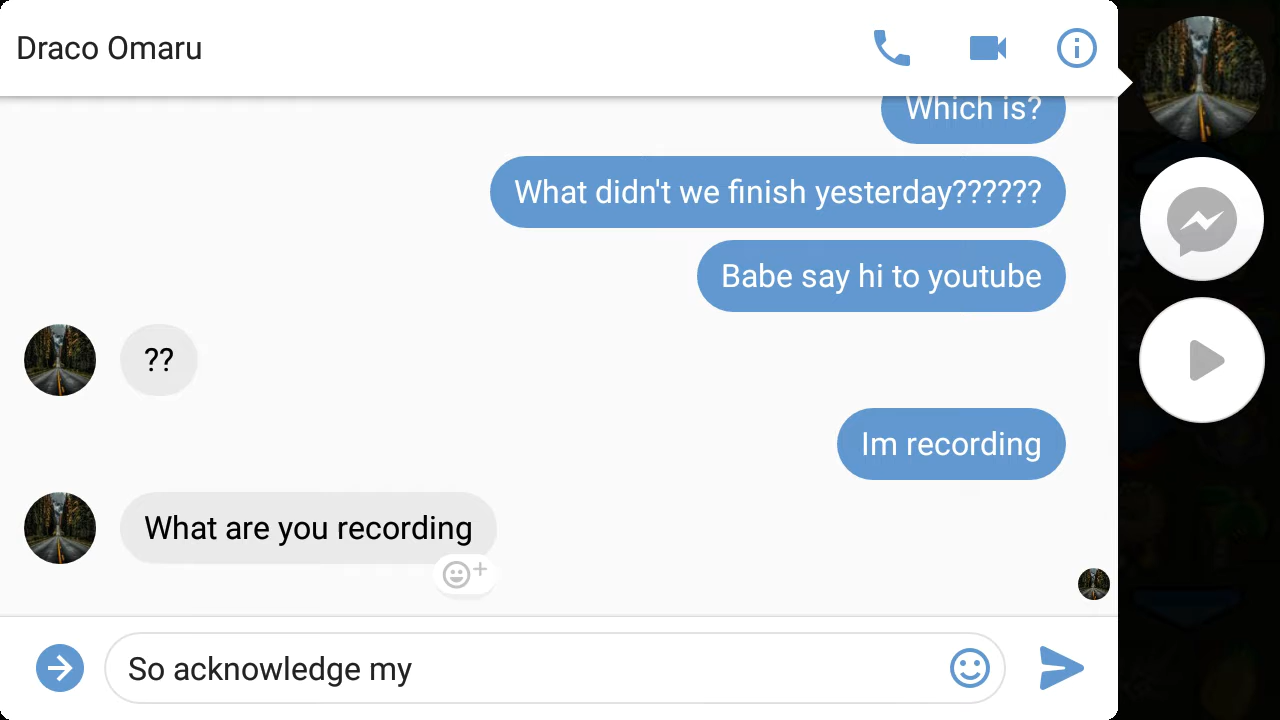 Draco Omaru
Which is?
What didn't we finish yesterday??????
Babe say hi to youtube
??
Im recording
What are you recording
So acknowledge my